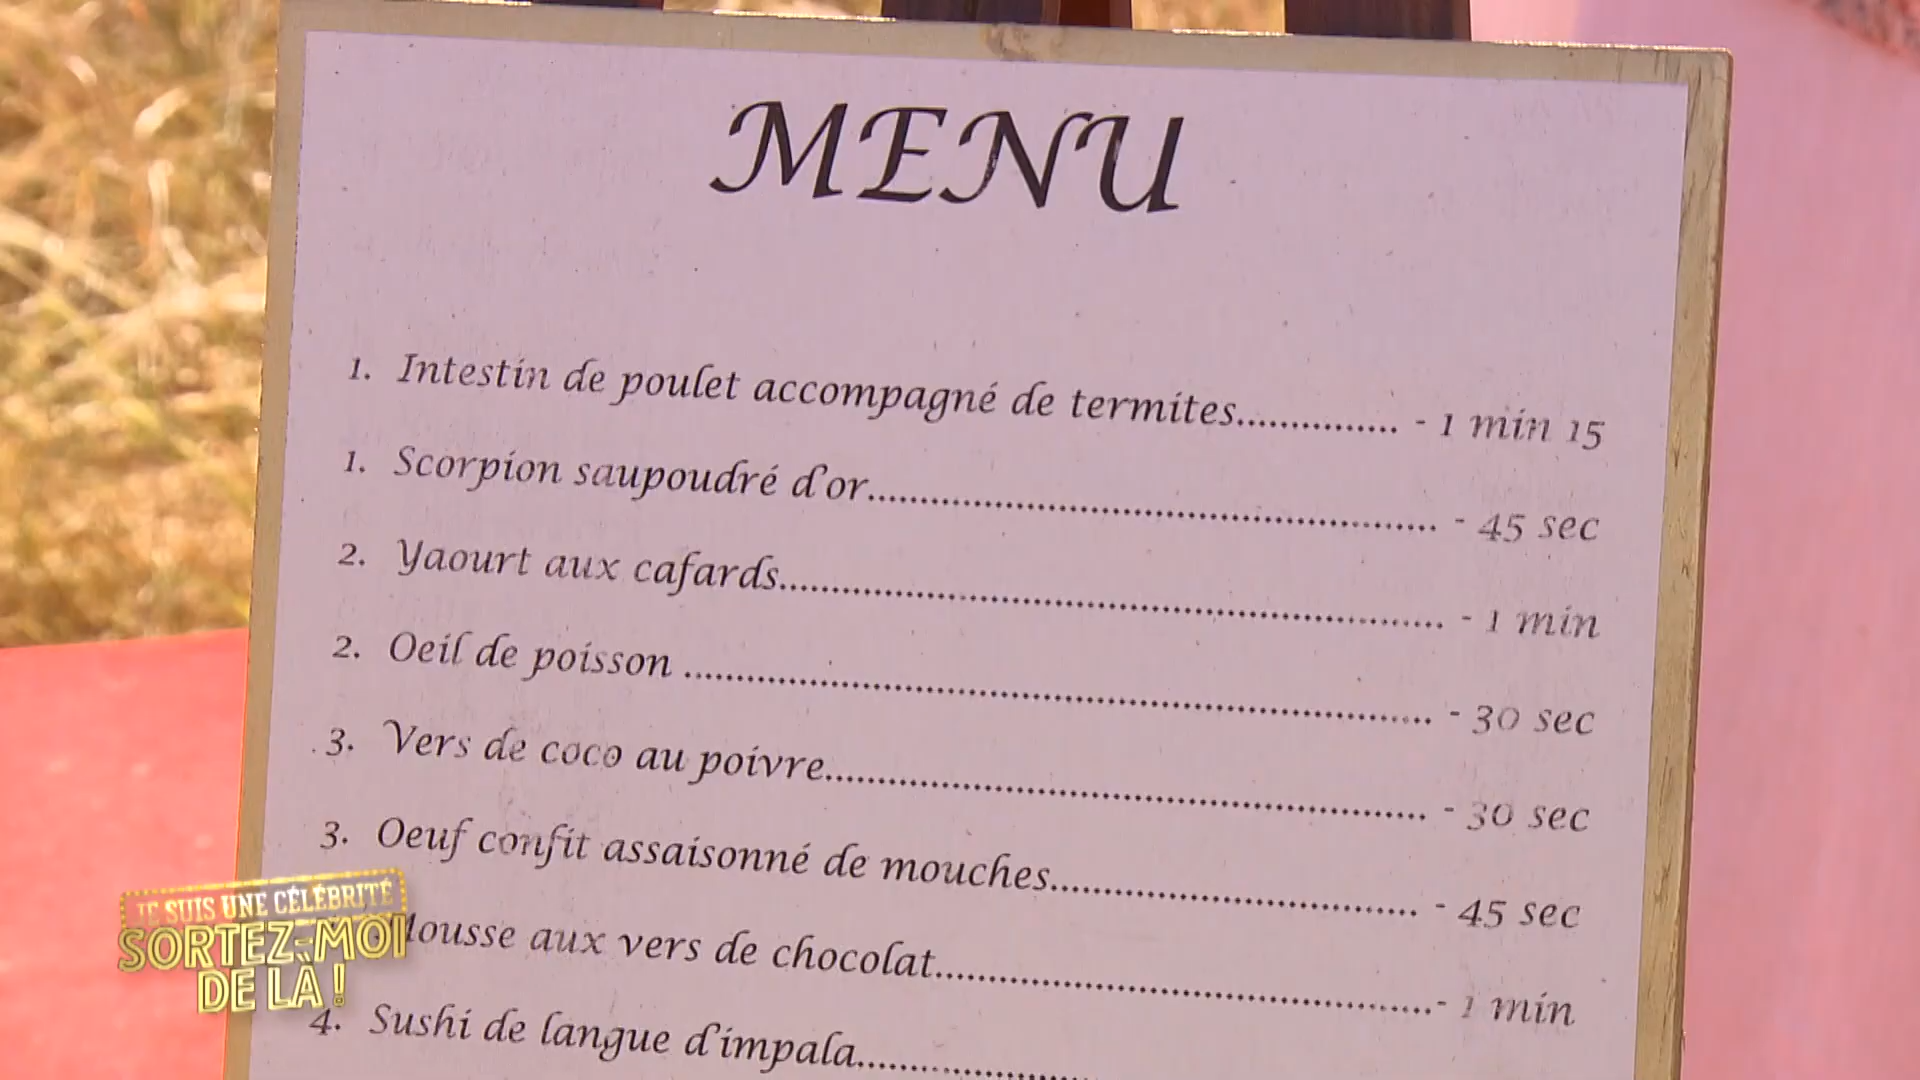 MENU
1. Intestin de poulet accompagné de termites............... - 1 min 15
1. Scorpion saupoudré d'or...................................................... - 45 sec
2. Yaourt aux cafards................................................................ - 1 min
2. Oeil de poisson ........................................................................ - 30 sec
3. Vers de coco au poivre.......................................................... - 30 sec
3. Oeuf confit assaisonné de mouches................................... - 45 sec
Mousse aux vers de chocolat................................................- 1 min
4. Sushi de langue d'impala......................
JE SUIS UNE CÉLÉBRITÉ
SORTEZ-MOI
DE LÀ !